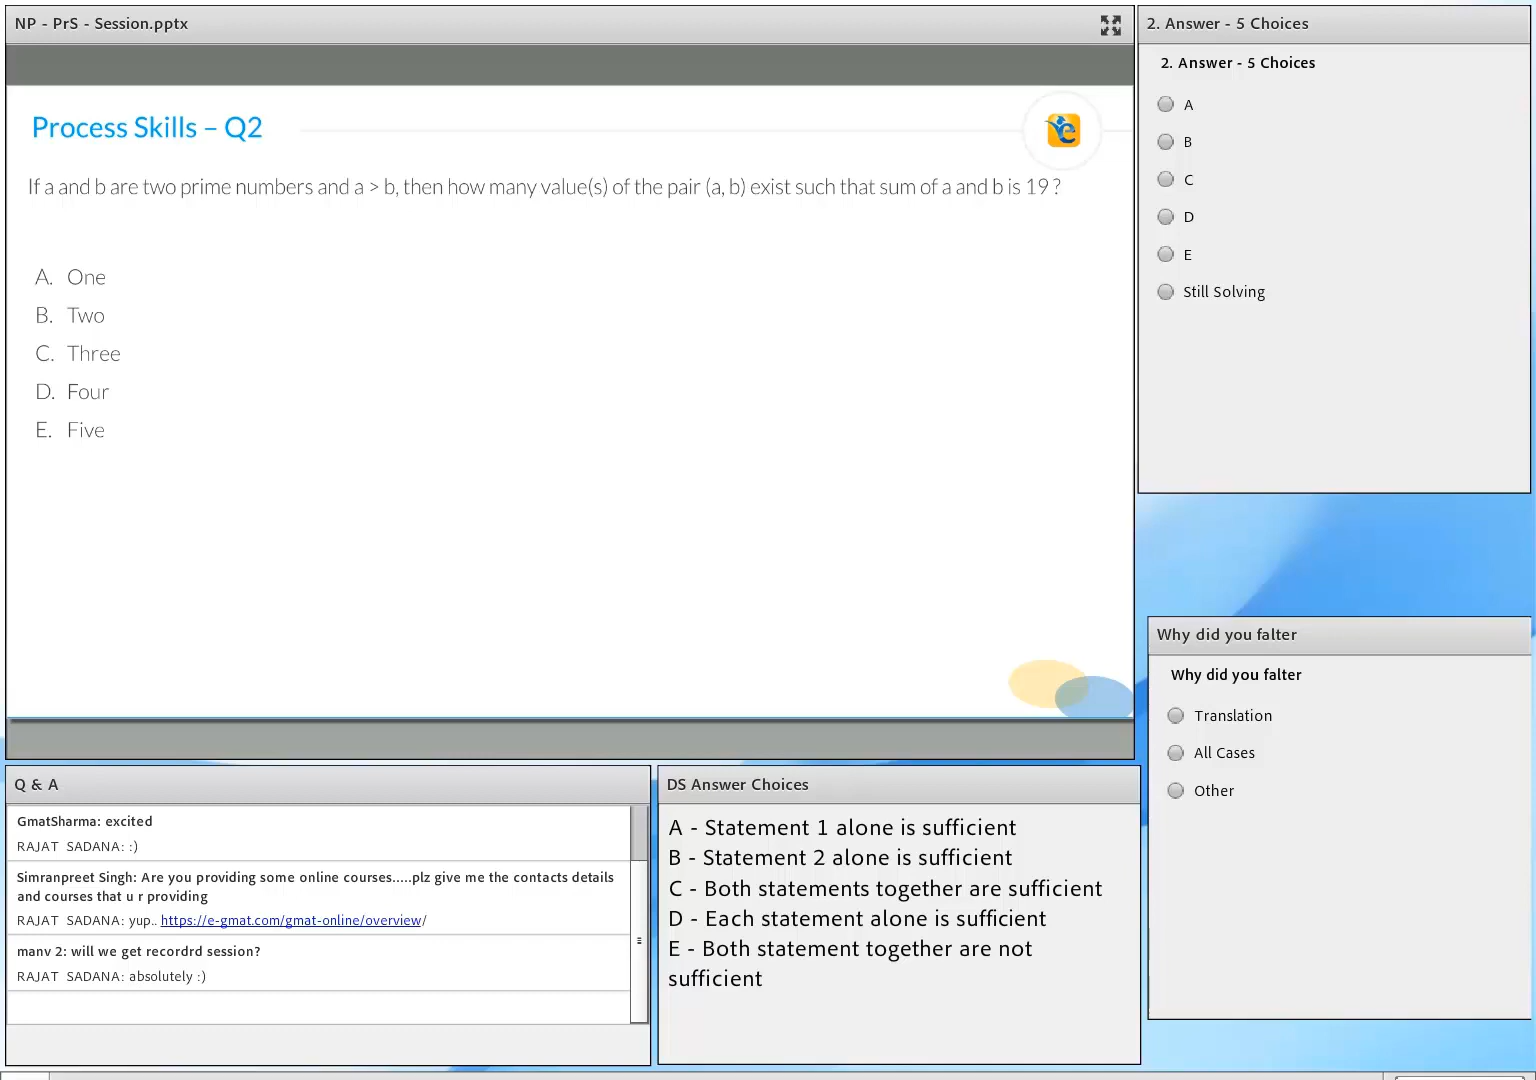 NP - PrS - Session.pptx
Process Skills – Q2
If a and b are two prime numbers and a > b, then how many value(s) of the pair (a, b) exist such that sum of a and b is 19 ?
A. One
B. Two
C. Three
D. Four
E. Five
2. Answer - 5 Choices
2. Answer - 5 Choices
A
B
C
D
E
Still Solving
Why did you falter
Why did you falter
Translation
All Cases
Other
Q & A
GmatSharma: excited
RAJAT SADANA: :)
Simranpreet Singh: Are you providing some online courses.....plz give me the contacts details
and courses that u r providing
RAJAT SADANA: yup.. https://e-gmat.com/gmat-online/overview/
manv 2: will we get recordrd session?
RAJAT SADANA: absolutely :)
DS Answer Choices
A - Statement 1 alone is sufficient
B - Statement 2 alone is sufficient
C - Both statements together are sufficient
D - Each statement alone is sufficient
E - Both statement together are not
sufficient